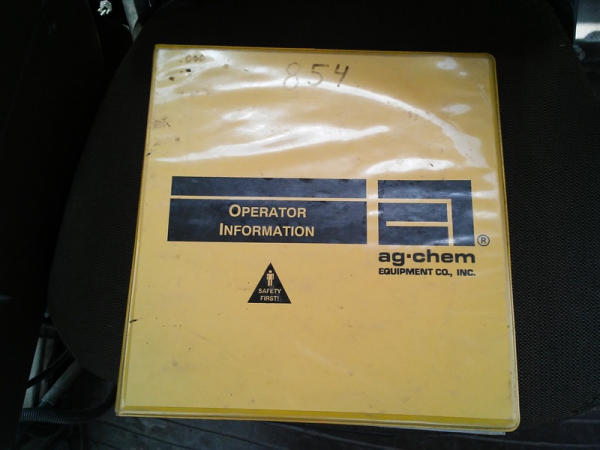 854
OPERATOR
INFORMATION
®
ag·chem
EQUIPMENT CO., INC.
SAFETY
FIRST!